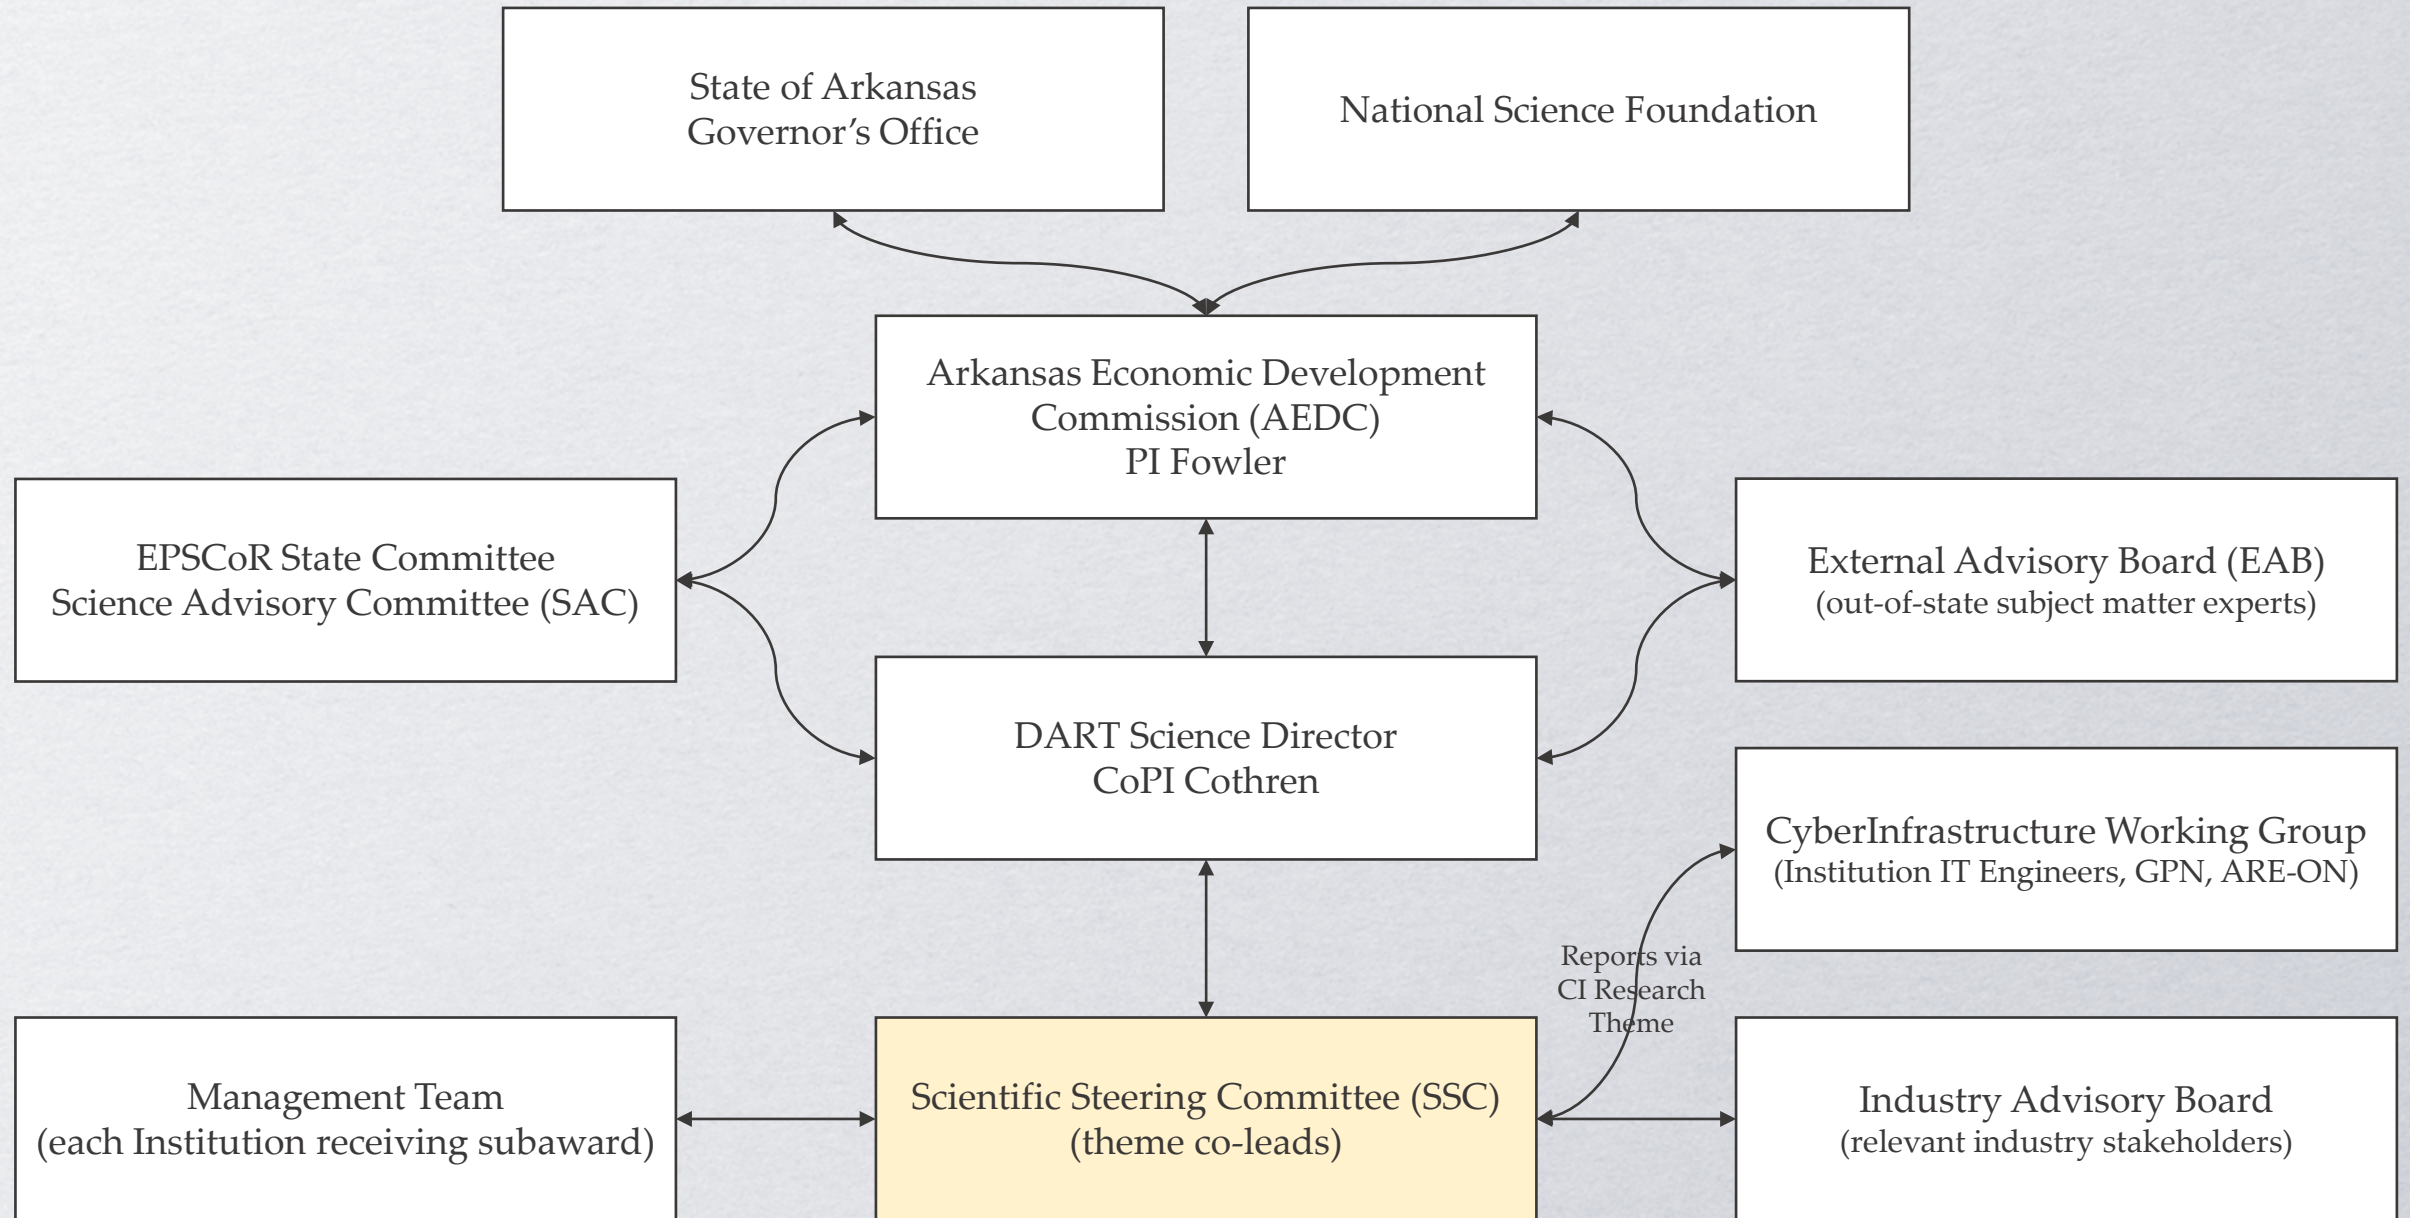 State of Arkansas
Governor’s Office
National Science Foundation
Arkansas Economic Development
Commission (AEDC)
PI Fowler
EPSCoR State Committee
Science Advisory Committee (SAC)
External Advisory Board (EAB)
(out-of-state subject matter experts)
DART Science Director
CoPI Cothren
CyberInfrastructure Working Group
(Institution IT Engineers, GPN, ARE-ON)
Reports via
CI Research
Theme
Management Team
(each Institution receiving subaward)
Scientific Steering Committee (SSC)
(theme co-leads)
Industry Advisory Board
(relevant industry stakeholders)